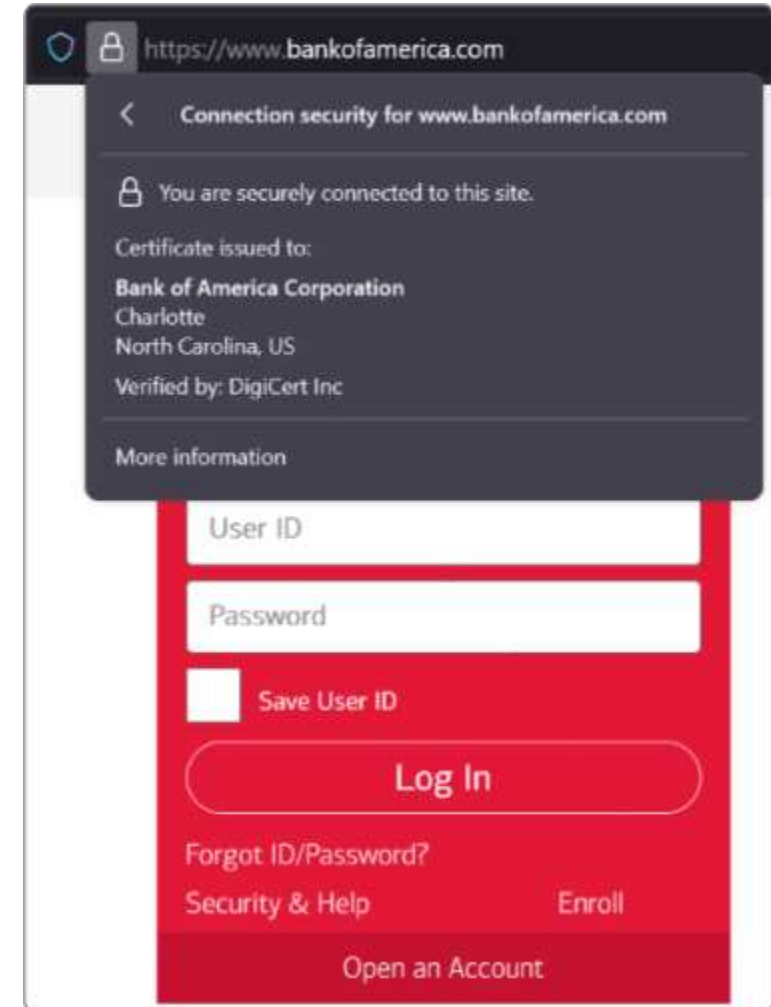 https://www.bankofamerica.com
Connection security for www.bankofamerica.com
You are securely connected to this site.
Certificate issued to:
Bank of America Corporation
Charlotte
North Carolina, US
Verified by: DigiCert Inc
More information
User ID
Password
Save User ID
Log In
Forgot ID/Password?
Security & Help Enroll
Open an Account